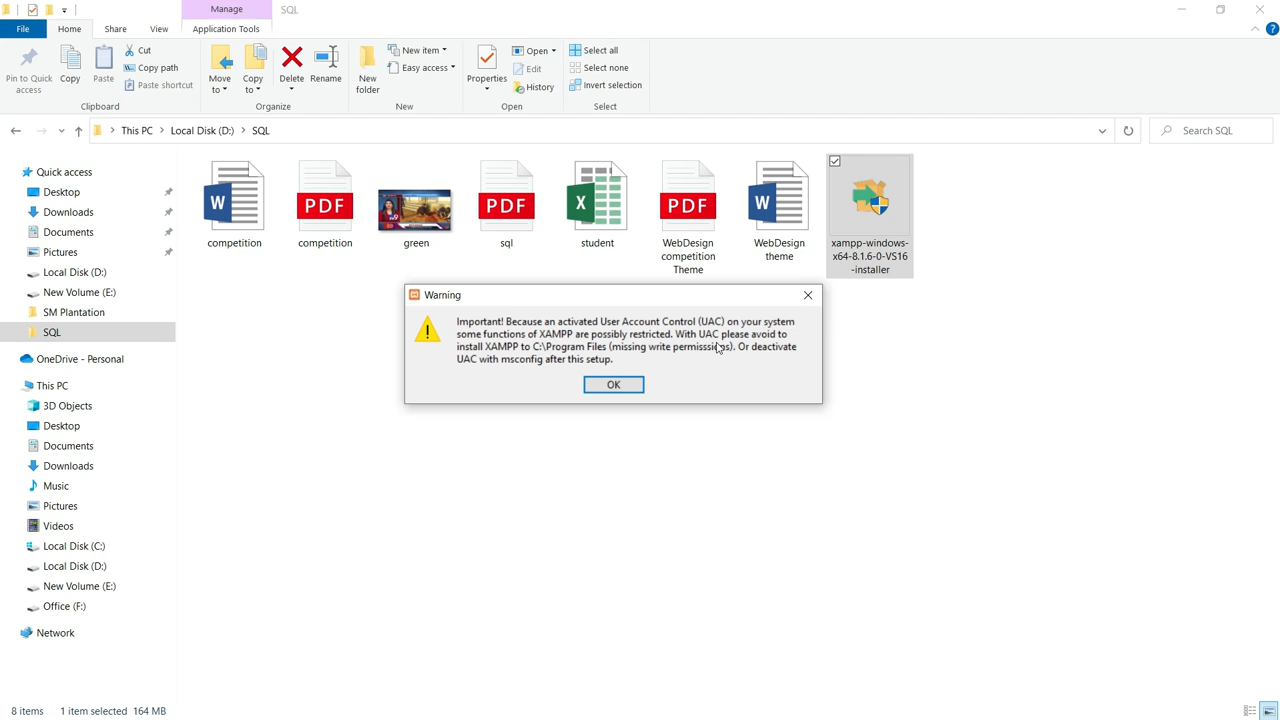 Manage
SQL
File
Home
Share
View
Application Tools
Pin to Quick
access
Copy
Paste
Cut
Copy path
Paste shortcut
Clipboard
Move
to
Copy
to
Delete
Rename
Organize
New
folder
New item
Easy access
New
Properties
Open
Edit
History
Open
Select all
Select none
Invert selection
Select
This PC
Local Disk (D:)
SQL
Search SQL
Quick access
Desktop
Downloads
Documents
Pictures
Local Disk (D:)
New Volume (E:)
SM Plantation
SQL
OneDrive - Personal
This PC
3D Objects
Desktop
Documents
Downloads
Music
Pictures
Videos
Local Disk (C:)
Local Disk (D:)
New Volume (E:)
Office (F:)
Network
W
competition
PDF
competition
green
PDF
sql
X
student
PDF
WebDesign
competition
Theme
W
WebDesign
theme
xampp-windows-
x64-8.1.6-0-VS16
-installer
Warning
Important! Because an activated User Account Control (UAC) on your system
some functions of XAMPP are possibly restricted. With UAC please avoid to
install XAMPP to C:\Program Files (missing write permisssions). Or deactivate
UAC with msconfig after this setup.
OK
8 items
1 item selected 164 MB